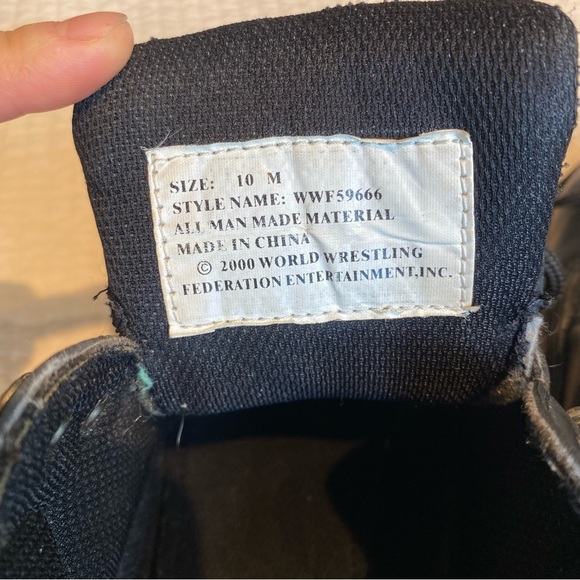 SIZE: 10 M
STYLE NAME: WWF59666
ALL MAN MADE MATERIAL
MADE IN CHINA
© 2000 WORLD WRESTLING
FEDERATION ENTERTAINMENT,INC.